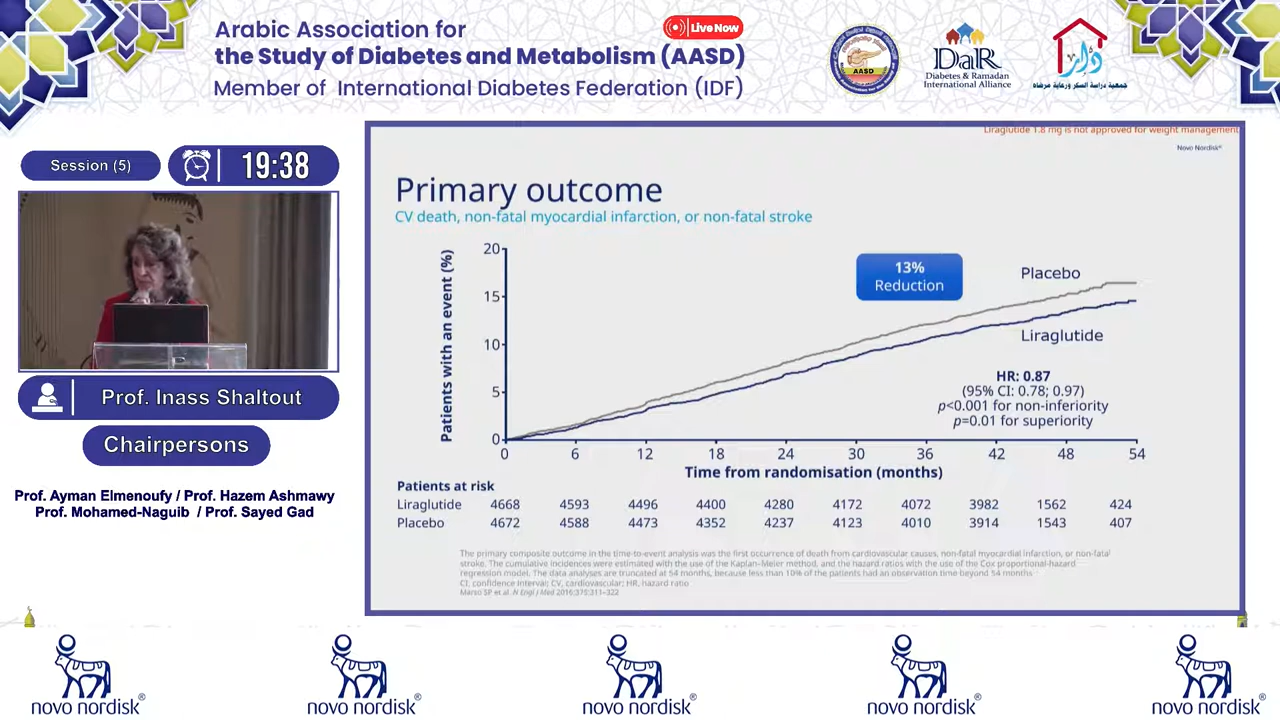 Arabic Association for
the Study of Diabetes and Metabolism (AASD)
Member of International Diabetes Federation (IDF)
Live Now
AASD
DaR
Diabetes & Ramadan
International Alliance
دار
جمعية دراسة السكر ورعاية مرضاه
Session (5)
19:38
Prof. Inass Shaltout
Chairpersons
Prof. Ayman Elmenoufy / Prof. Hazem Ashmawy
Prof. Mohamed-Naguib / Prof. Sayed Gad
Liraglutide 1.8 mg is not approved for weight management
Novo Nordisk®
Primary outcome
CV death, non-fatal myocardial infarction, or non-fatal stroke
Patients with an event (%)
20
15
10
5
0
13%
Reduction
Placebo
Liraglutide
HR: 0.87
(95% CI: 0.78; 0.97)
p<0.001 for non-inferiority
p=0.01 for superiority
0 6 12 18 24 30 36 42 48 54
Time from randomisation (months)
Patients at risk
Liraglutide 4668 4593 4496 4400 4280 4172 4072 3982 1562 424
Placebo 4672 4588 4473 4352 4237 4123 4010 3914 1543 407
The primary composite outcome in the time-to-event analysis was the first occurrence of death from cardiovascular causes, non-fatal myocardial infarction, or non-fatal
stroke. The cumulative incidences were estimated with the use of the Kaplan–Meier method, and the hazard ratios with the use of the Cox proportional-hazard
regression model. The data analyses are truncated at 54 months, because less than 10% of the patients had an observation time beyond 54 months
CI, confidence interval; CV, cardiovascular; HR, hazard ratio
Marso SP et al. N Engl J Med 2016;375:311–322
novo nordisk®
novo nordisk®
novo nordisk®
novo nordisk®
novo nordisk®